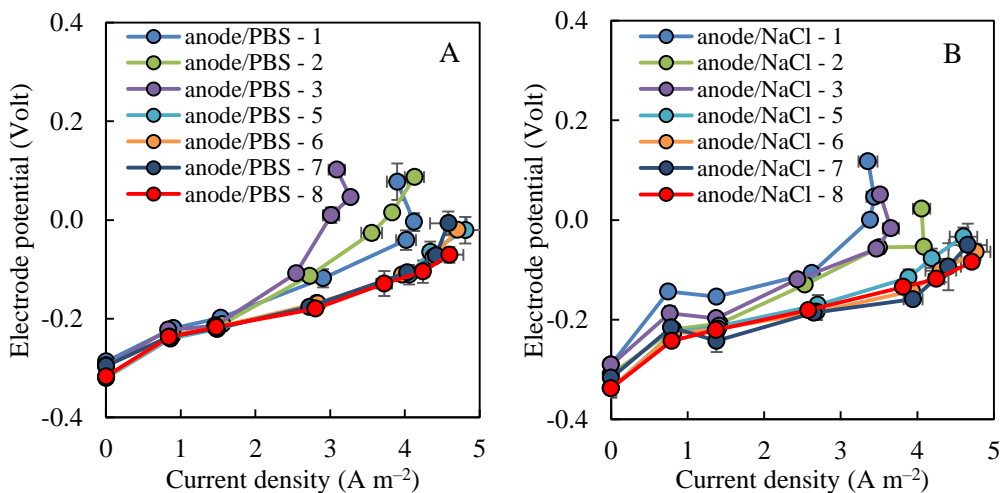 A
anode/PBS - 1
anode/PBS - 2
anode/PBS - 3
anode/PBS - 5
anode/PBS - 6
anode/PBS - 7
anode/PBS - 8
Electrode potential (Volt)
0.4
0.2
0.0
-0.2
-0.4
0 1 2 3 4 5
Current density (A m⁻²)
B
anode/NaCl - 1
anode/NaCl - 2
anode/NaCl - 3
anode/NaCl - 5
anode/NaCl - 6
anode/NaCl - 7
anode/NaCl - 8
Electrode potential (Volt)
0.4
0.2
0.0
-0.2
-0.4
0 1 2 3 4 5
Current density (A m⁻²)